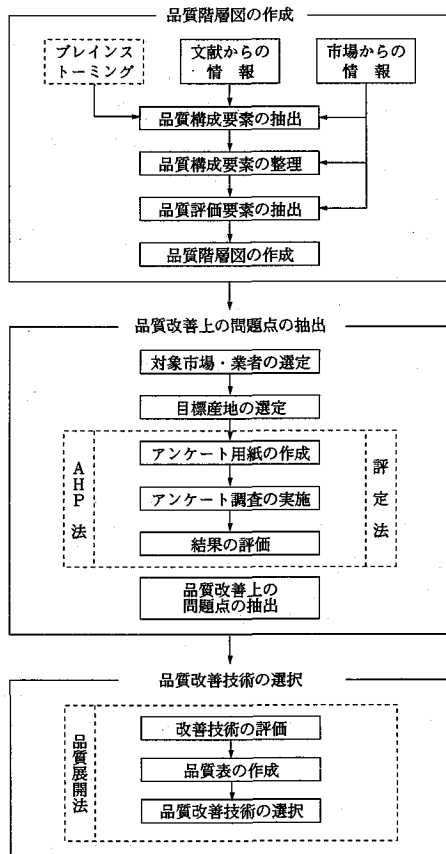 品質階層図の作成
ブレインス
トーミング
文献からの
情 報
市場からの
情 報
品質構成要素の抽出
品質構成要素の整理
品質評価要素の抽出
品質階層図の作成
品質改善上の問題点の抽出
対象市場・業者の選定
目標産地の選定
AHP法
アンケート用紙の作成
アンケート調査の実施
結果の評価
評定法
品質改善上の
問題点の抽出
品質改善技術の選択
品質展開法
改善技術の評価
品質表の作成
品質改善技術の選択